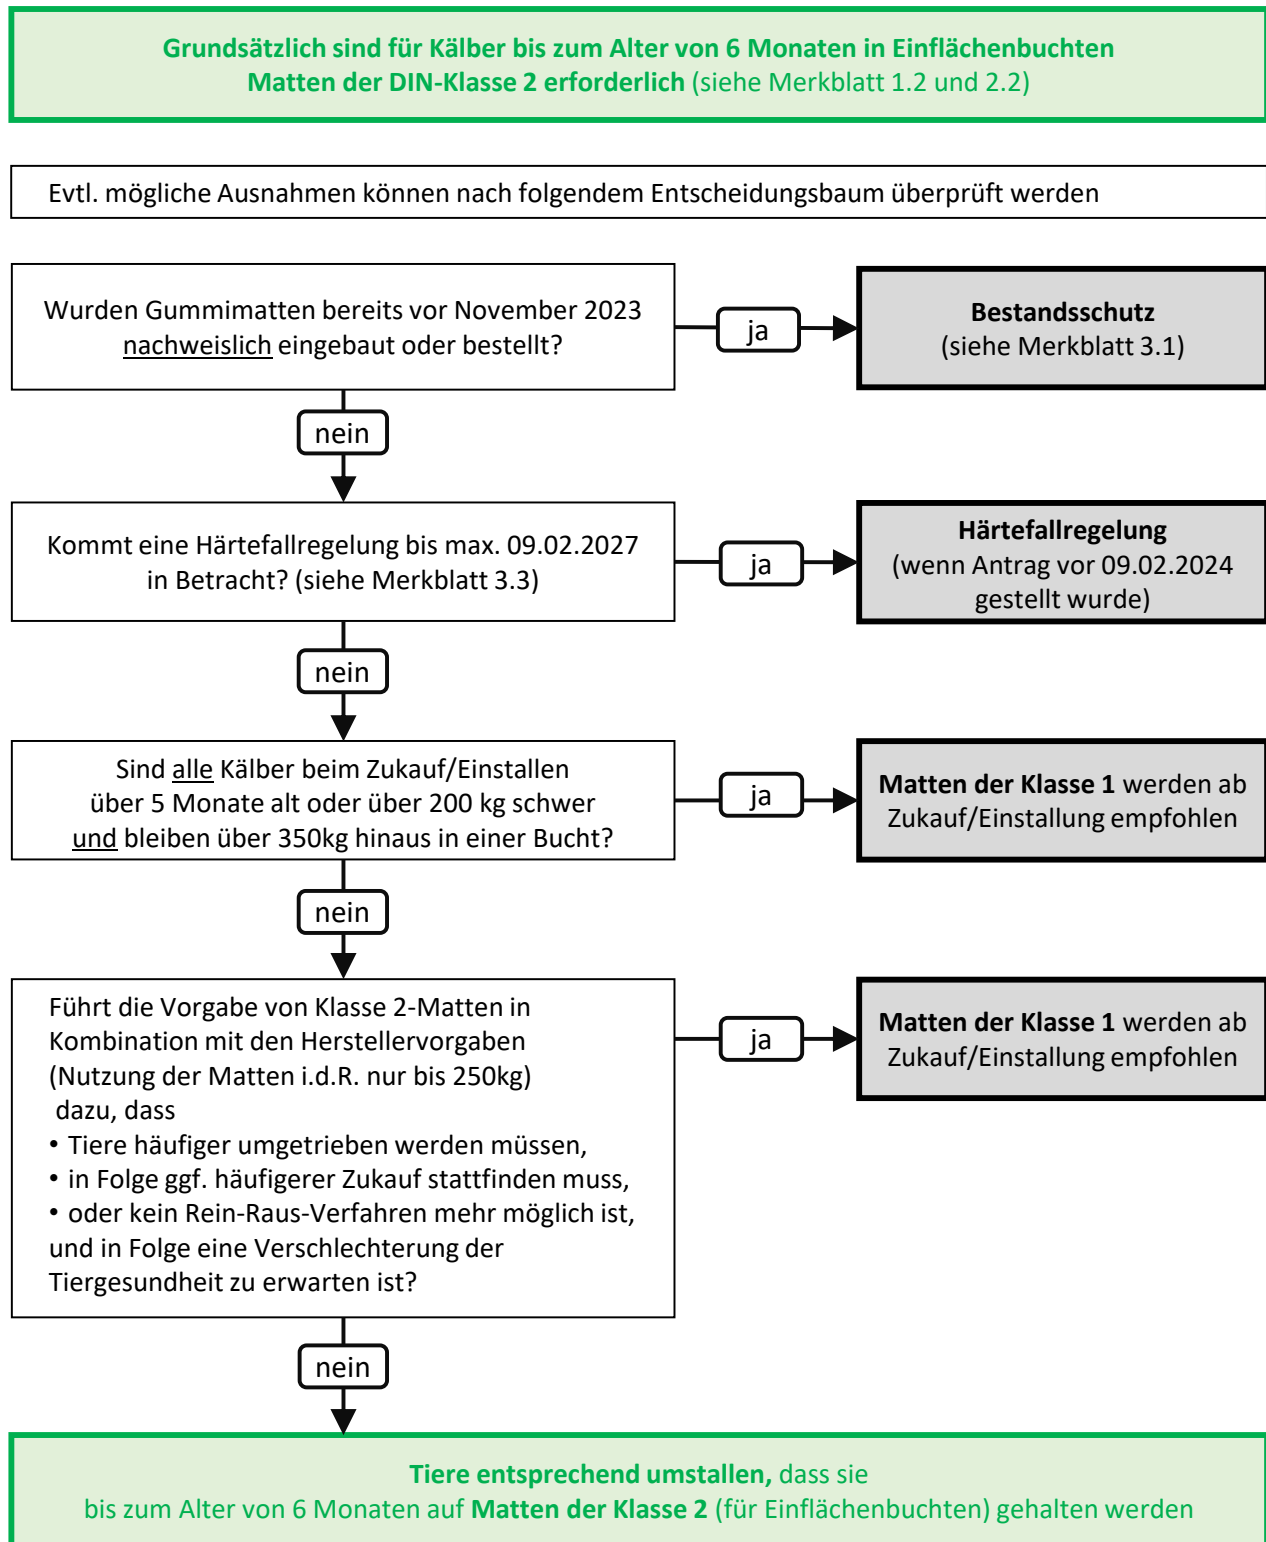 Grundsätzlich sind für Kälber bis zum Alter von 6 Monaten in Einflächenbuchten
Matten der DIN-Klasse 2 erforderlich (siehe Merkblatt 1.2 und 2.2)
Evtl. mögliche Ausnahmen können nach folgendem Entscheidungsbaum überprüft werden
Wurden Gummimatten bereits vor November 2023
nachweislich eingebaut oder bestellt?
ja
Bestandsschutz
(siehe Merkblatt 3.1)
nein
Kommt eine Härtefallregelung bis max. 09.02.2027
in Betracht? (siehe Merkblatt 3.3)
ja
Härtefallregelung
(wenn Antrag vor 09.02.2024
gestellt wurde)
nein
Sind alle Kälber beim Zukauf/Einstallen
über 5 Monate alt oder über 200 kg schwer
und bleiben über 350kg hinaus in einer Bucht?
ja
Matten der Klasse 1 werden ab
Zukauf/Einstallung empfohlen
nein
Führt die Vorgabe von Klasse 2-Matten in
Kombination mit den Herstellervorgaben
(Nutzung der Matten i.d.R. nur bis 250kg)
dazu, dass
• Tiere häufiger umgetrieben werden müssen,
• in Folge ggf. häufigerer Zukauf stattfinden muss,
• oder kein Rein-Raus-Verfahren mehr möglich ist,
und in Folge eine Verschlechterung der
Tiergesundheit zu erwarten ist?
ja
Matten der Klasse 1 werden ab
Zukauf/Einstallung empfohlen
nein
Tiere entsprechend umstallen, dass sie
bis zum Alter von 6 Monaten auf Matten der Klasse 2 (für Einflächenbuchten) gehalten werden